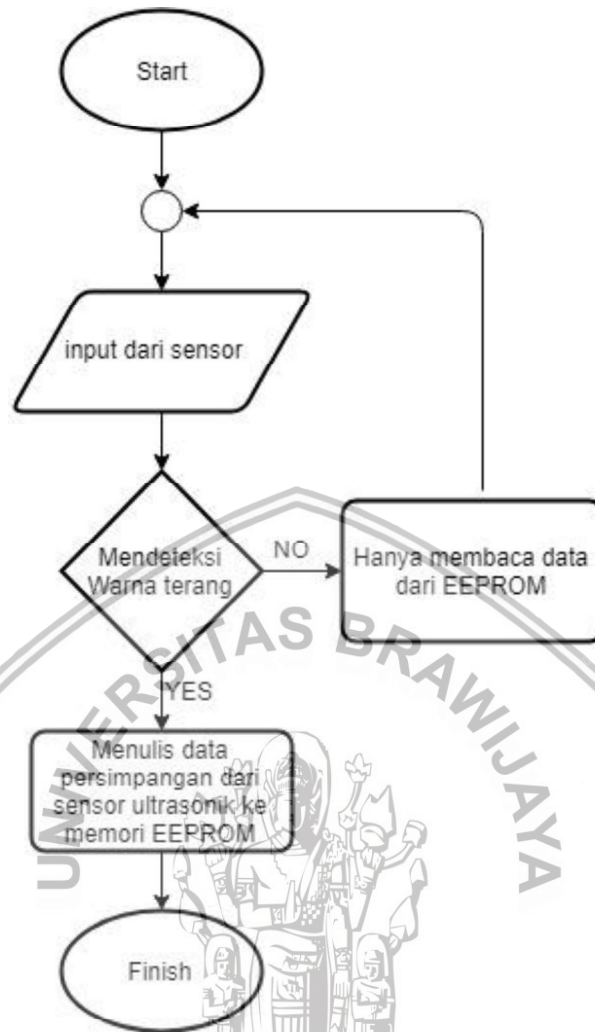 Start
input dari sensor
Mendeteksi
Warna terang
NO
Hanya membaca data
dari EEPROM
YES
Menulis data
persimpangan dari
sensor ultrasonik ke
memori EEPROM
Finish
UNIVERSITAS BRAWIJAYA